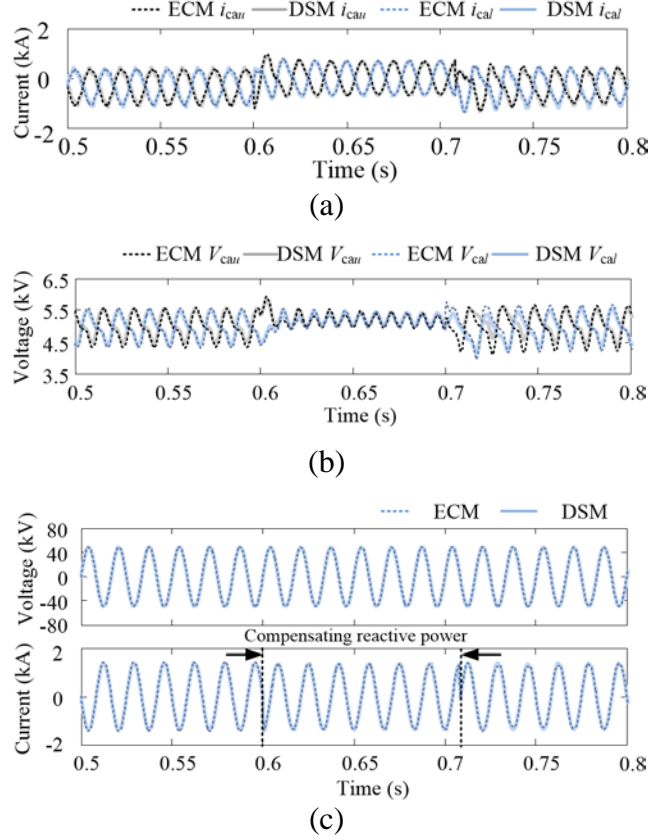 ECM icau DSM icau ECM ical DSM ical
Current (kA)
2
0
-2
0.5 0.55 0.6 0.65 0.7 0.75 0.8
Time (s)
(a)
ECM Vcau DSM Vcau ECM Vcal DSM Vcal
Voltage (kV)
6.5
5.5
4.5
3.5
0.5 0.55 0.6 0.65 0.7 0.75 0.8
Time (s)
(b)
ECM DSM
Voltage (kV)
80
40
0
-40
-80
Compensating reactive power
Current (kA)
2
0
-2
0.5 0.55 0.6 0.65 0.7 0.75 0.8
Time (s)
(c)